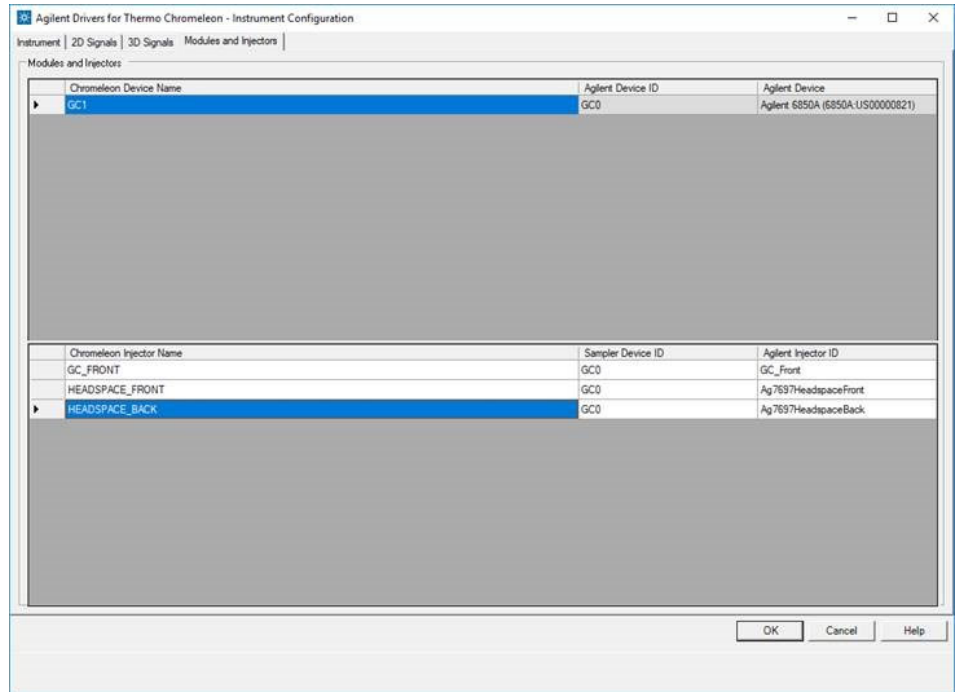 Agilent Drivers for Thermo Chromeleon - Instrument Configuration
Instrument 2D Signals 3D Signals Modules and Injectors
Modules and Injectors
Chromeleon Device Name Agilent Device ID Agilent Device
GC1 GC0 Agilent 6850A (6850A:US00000821)
Chromeleon Injector Name Sampler Device ID Agilent Injector ID
GC_FRONT GC0 GC_Front
HEADSPACE_FRONT GC0 Ag7697HeadspaceFront
HEADSPACE_BACK GC0 Ag7697HeadspaceBack
OK Cancel Help